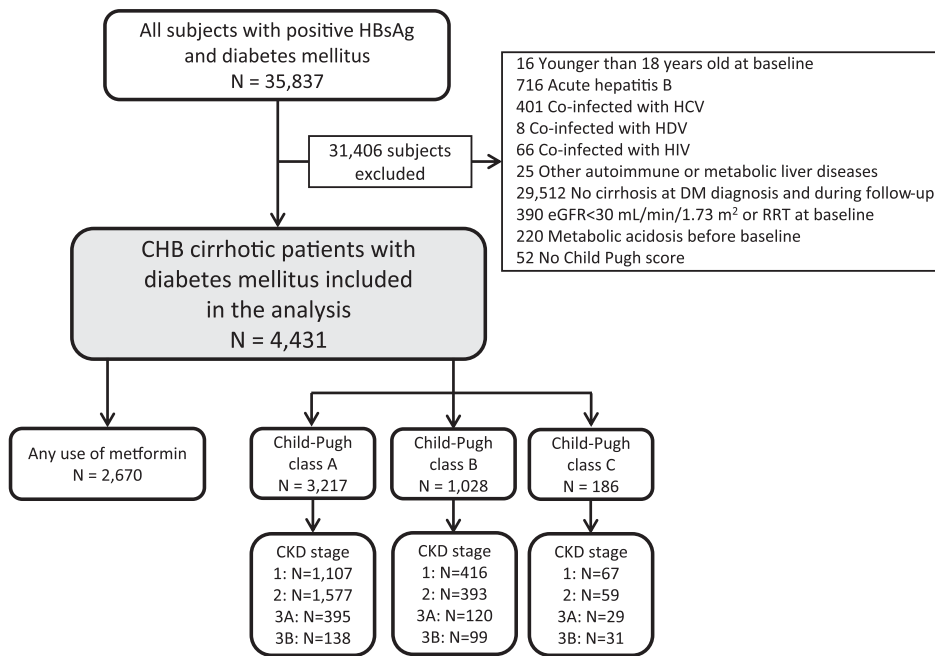 All subjects with positive HBsAg
and diabetes mellitus
N = 35,837
31,406 subjects
excluded
16 Younger than 18 years old at baseline
716 Acute hepatitis B
401 Co-infected with HCV
8 Co-infected with HDV
66 Co-infected with HIV
25 Other autoimmune or metabolic liver diseases
29,512 No cirrhosis at DM diagnosis and during follow-up
390 eGFR<30 mL/min/1.73 m² or RRT at baseline
220 Metabolic acidosis before baseline
52 No Child Pugh score
CHB cirrhotic patients with
diabetes mellitus included
in the analysis
N = 4,431
Any use of metformin
N = 2,670
Child-Pugh
class A
N = 3,217
Child-Pugh
class B
N = 1,028
Child-Pugh
class C
N = 186
CKD stage
1: N=1,107
2: N=1,577
3A: N=395
3B: N=138
CKD stage
1: N=416
2: N=393
3A: N=120
3B: N=99
CKD stage
1: N=67
2: N=59
3A: N=29
3B: N=31